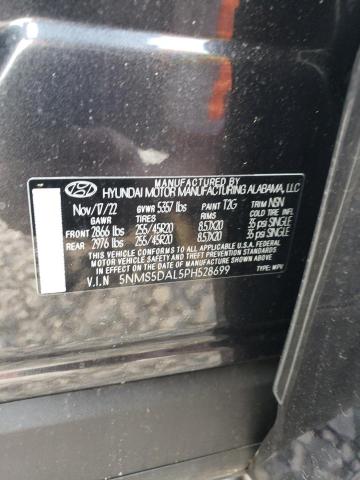 MANUFACTURED BY
HYUNDAI MOTOR MANUFACTURING ALABAMA, LLC
Nov/17/22 GVWR 5357 lbs PAINT T2G TRIM NSN
GAWR TIRES RIMS COLD TIRE INFL.
FRONT 2866 lbs 255/45R20 8.5JX20 35 psi SINGLE
REAR 2976 lbs 255/45R20 8.5JX20 35 psi SINGLE
THIS VEHICLE CONFORMS TO ALL APPLICABLE U.S. FEDERAL MOTOR VEHICLE
SAFETY, BUMPER, AND THEFT PREVENTION STANDARDS IN EFFECT ON THE
DATE OF MANUFACTURE SHOWN ABOVE.
V.I.N 5NMS5DAL5PH528699 TYPE: MPV